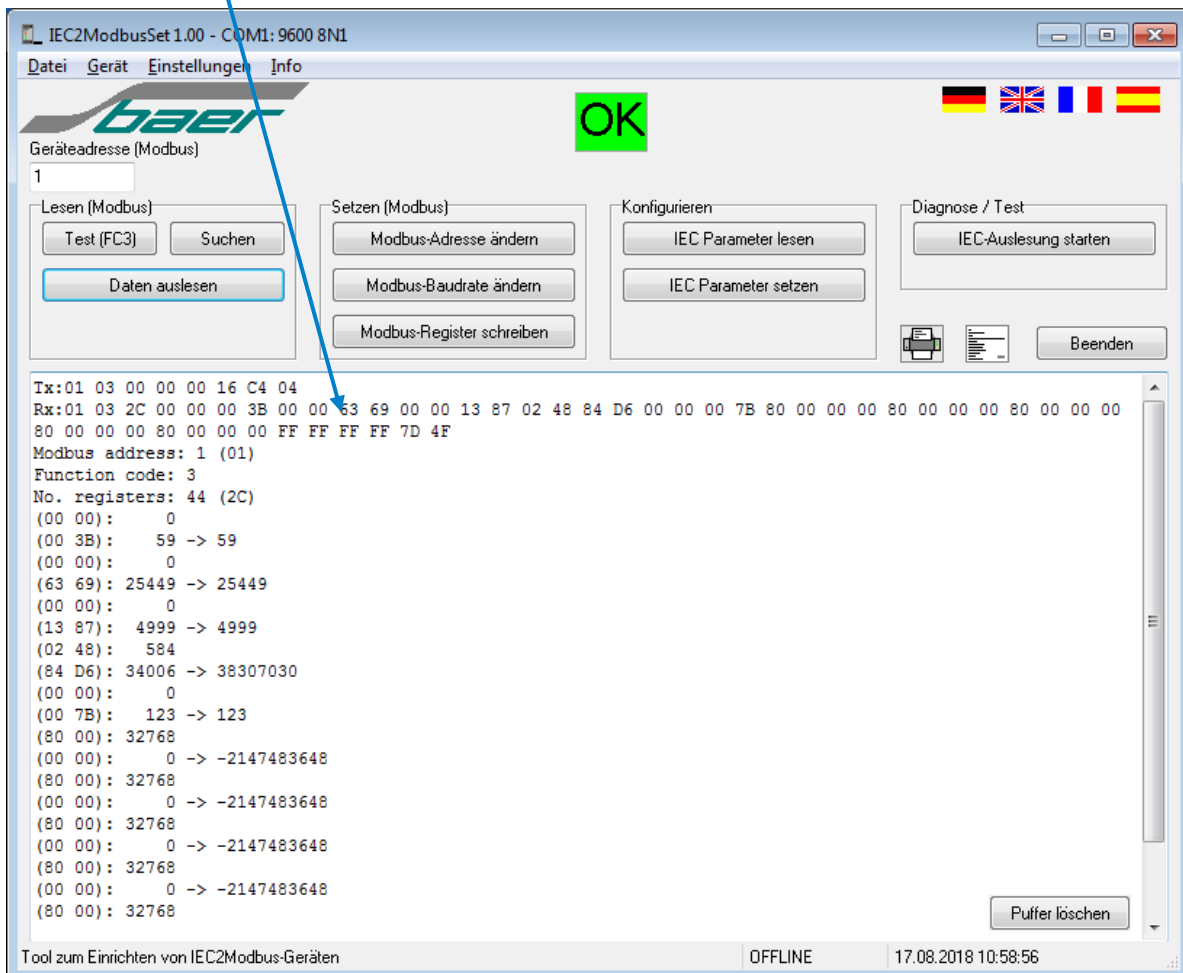 IEC2ModbusSet 1.00 - COM1: 9600 8N1
Datei Gerät Einstellungen Info
baer
OK
Geräteadresse (Modbus)
1
Lesen (Modbus) Setzen (Modbus) Konfigurieren Diagnose / Test
Test (FC3) Suchen Modbus-Adresse ändern IEC Parameter lesen IEC-Auslesung starten
Daten auslesen Modbus-Baudrate ändern IEC Parameter setzen
Modbus-Register schreiben Beenden
Tx:01 03 00 00 00 16 C4 04
Rx:01 03 2C 00 00 00 3B 00 00 63 69 00 00 13 87 02 48 84 D6 00 00 00 7B 80 00 00 00 80 00 00 00 80 00 00 00
80 00 00 00 80 00 00 00 FF FF FF FF 7D 4F
Modbus address: 1 (01)
Function code: 3
No. registers: 44 (2C)
(00 00): 0
(00 3B): 59 -> 59
(00 00): 0
(63 69): 25449 -> 25449
(00 00): 0
(13 87): 4999 -> 4999
(02 48): 584
(84 D6): 34006 -> 38307030
(00 00): 0
(00 7B): 123 -> 123
(80 00): 32768
(00 00): 0 -> -2147483648
(80 00): 32768
(00 00): 0 -> -2147483648
(80 00): 32768
(00 00): 0 -> -2147483648
(80 00): 32768
(00 00): 0 -> -2147483648
(80 00): 32768
Puffer löschen
Tool zum Einrichten von IEC2Modbus-Geräten OFFLINE 17.08.2018 10:58:56